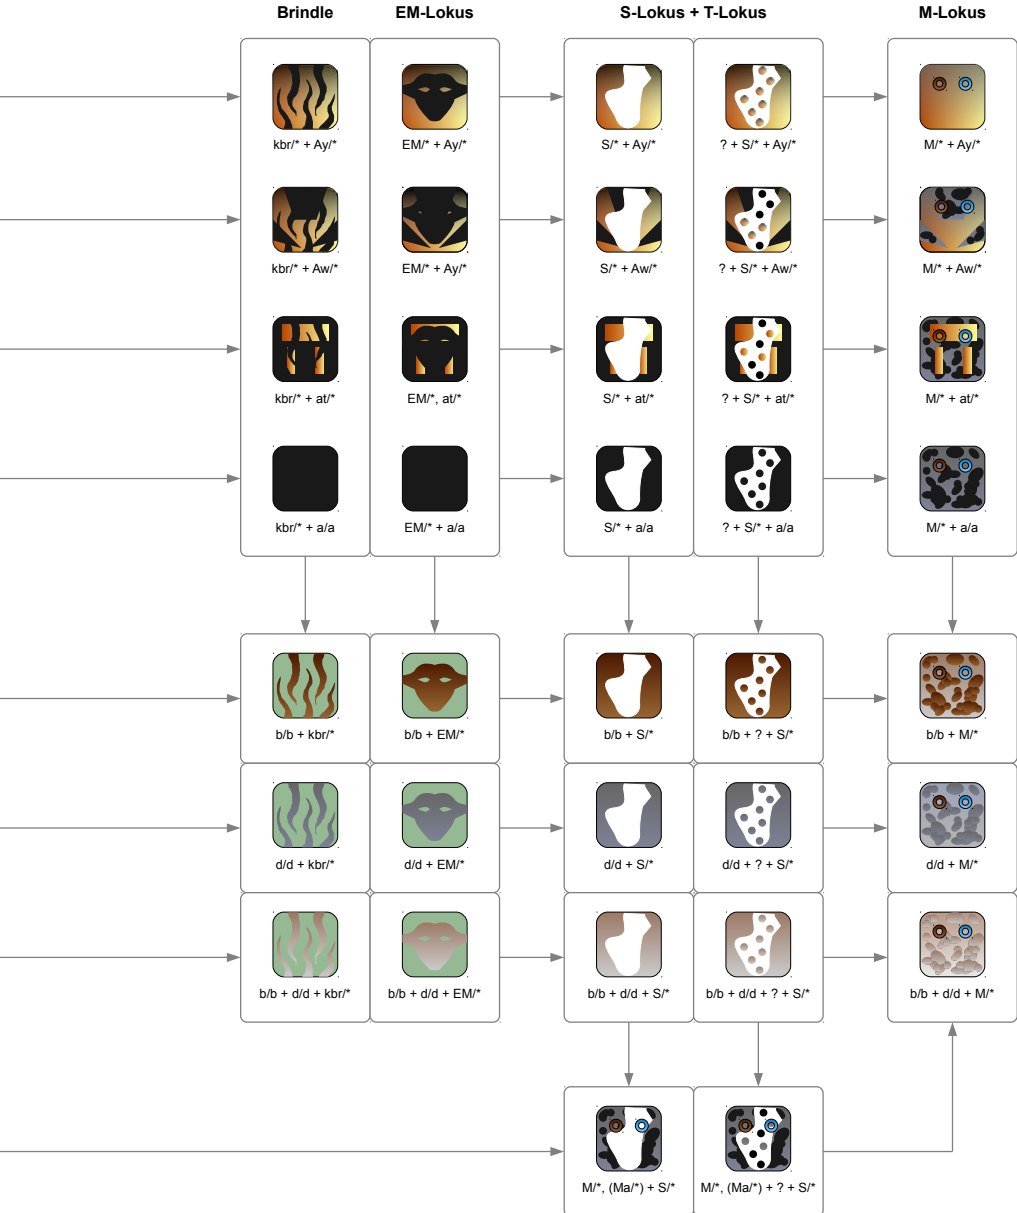 Brindle EM-Lokus S-Lokus + T-Lokus M-Lokus
kbr/* + Ay/* EM/* + Ay/* S/* + Ay/* ? + S/* + Ay/* M/* + Ay/*
kbr/* + Aw/* EM/* + Ay/* S/* + Aw/* ? + S/* + Aw/* M/* + Aw/*
kbr/* + at/* EM/*, at/* S/* + at/* ? + S/* + at/* M/* + at/*
kbr/* + a/a EM/* + a/a S/* + a/a ? + S/* + a/a M/* + a/a
b/b + kbr/* b/b + EM/* b/b + S/* b/b + ? + S/* b/b + M/*
d/d + kbr/* d/d + EM/* d/d + S/* d/d + ? + S/* d/d + M/*
b/b + d/d + kbr/* b/b + d/d + EM/* b/b + d/d + S/* b/b + d/d + ? + S/* b/b + d/d + M/*
M/*, (Ma/*) + S/* M/*, (Ma/*) + ? + S/*